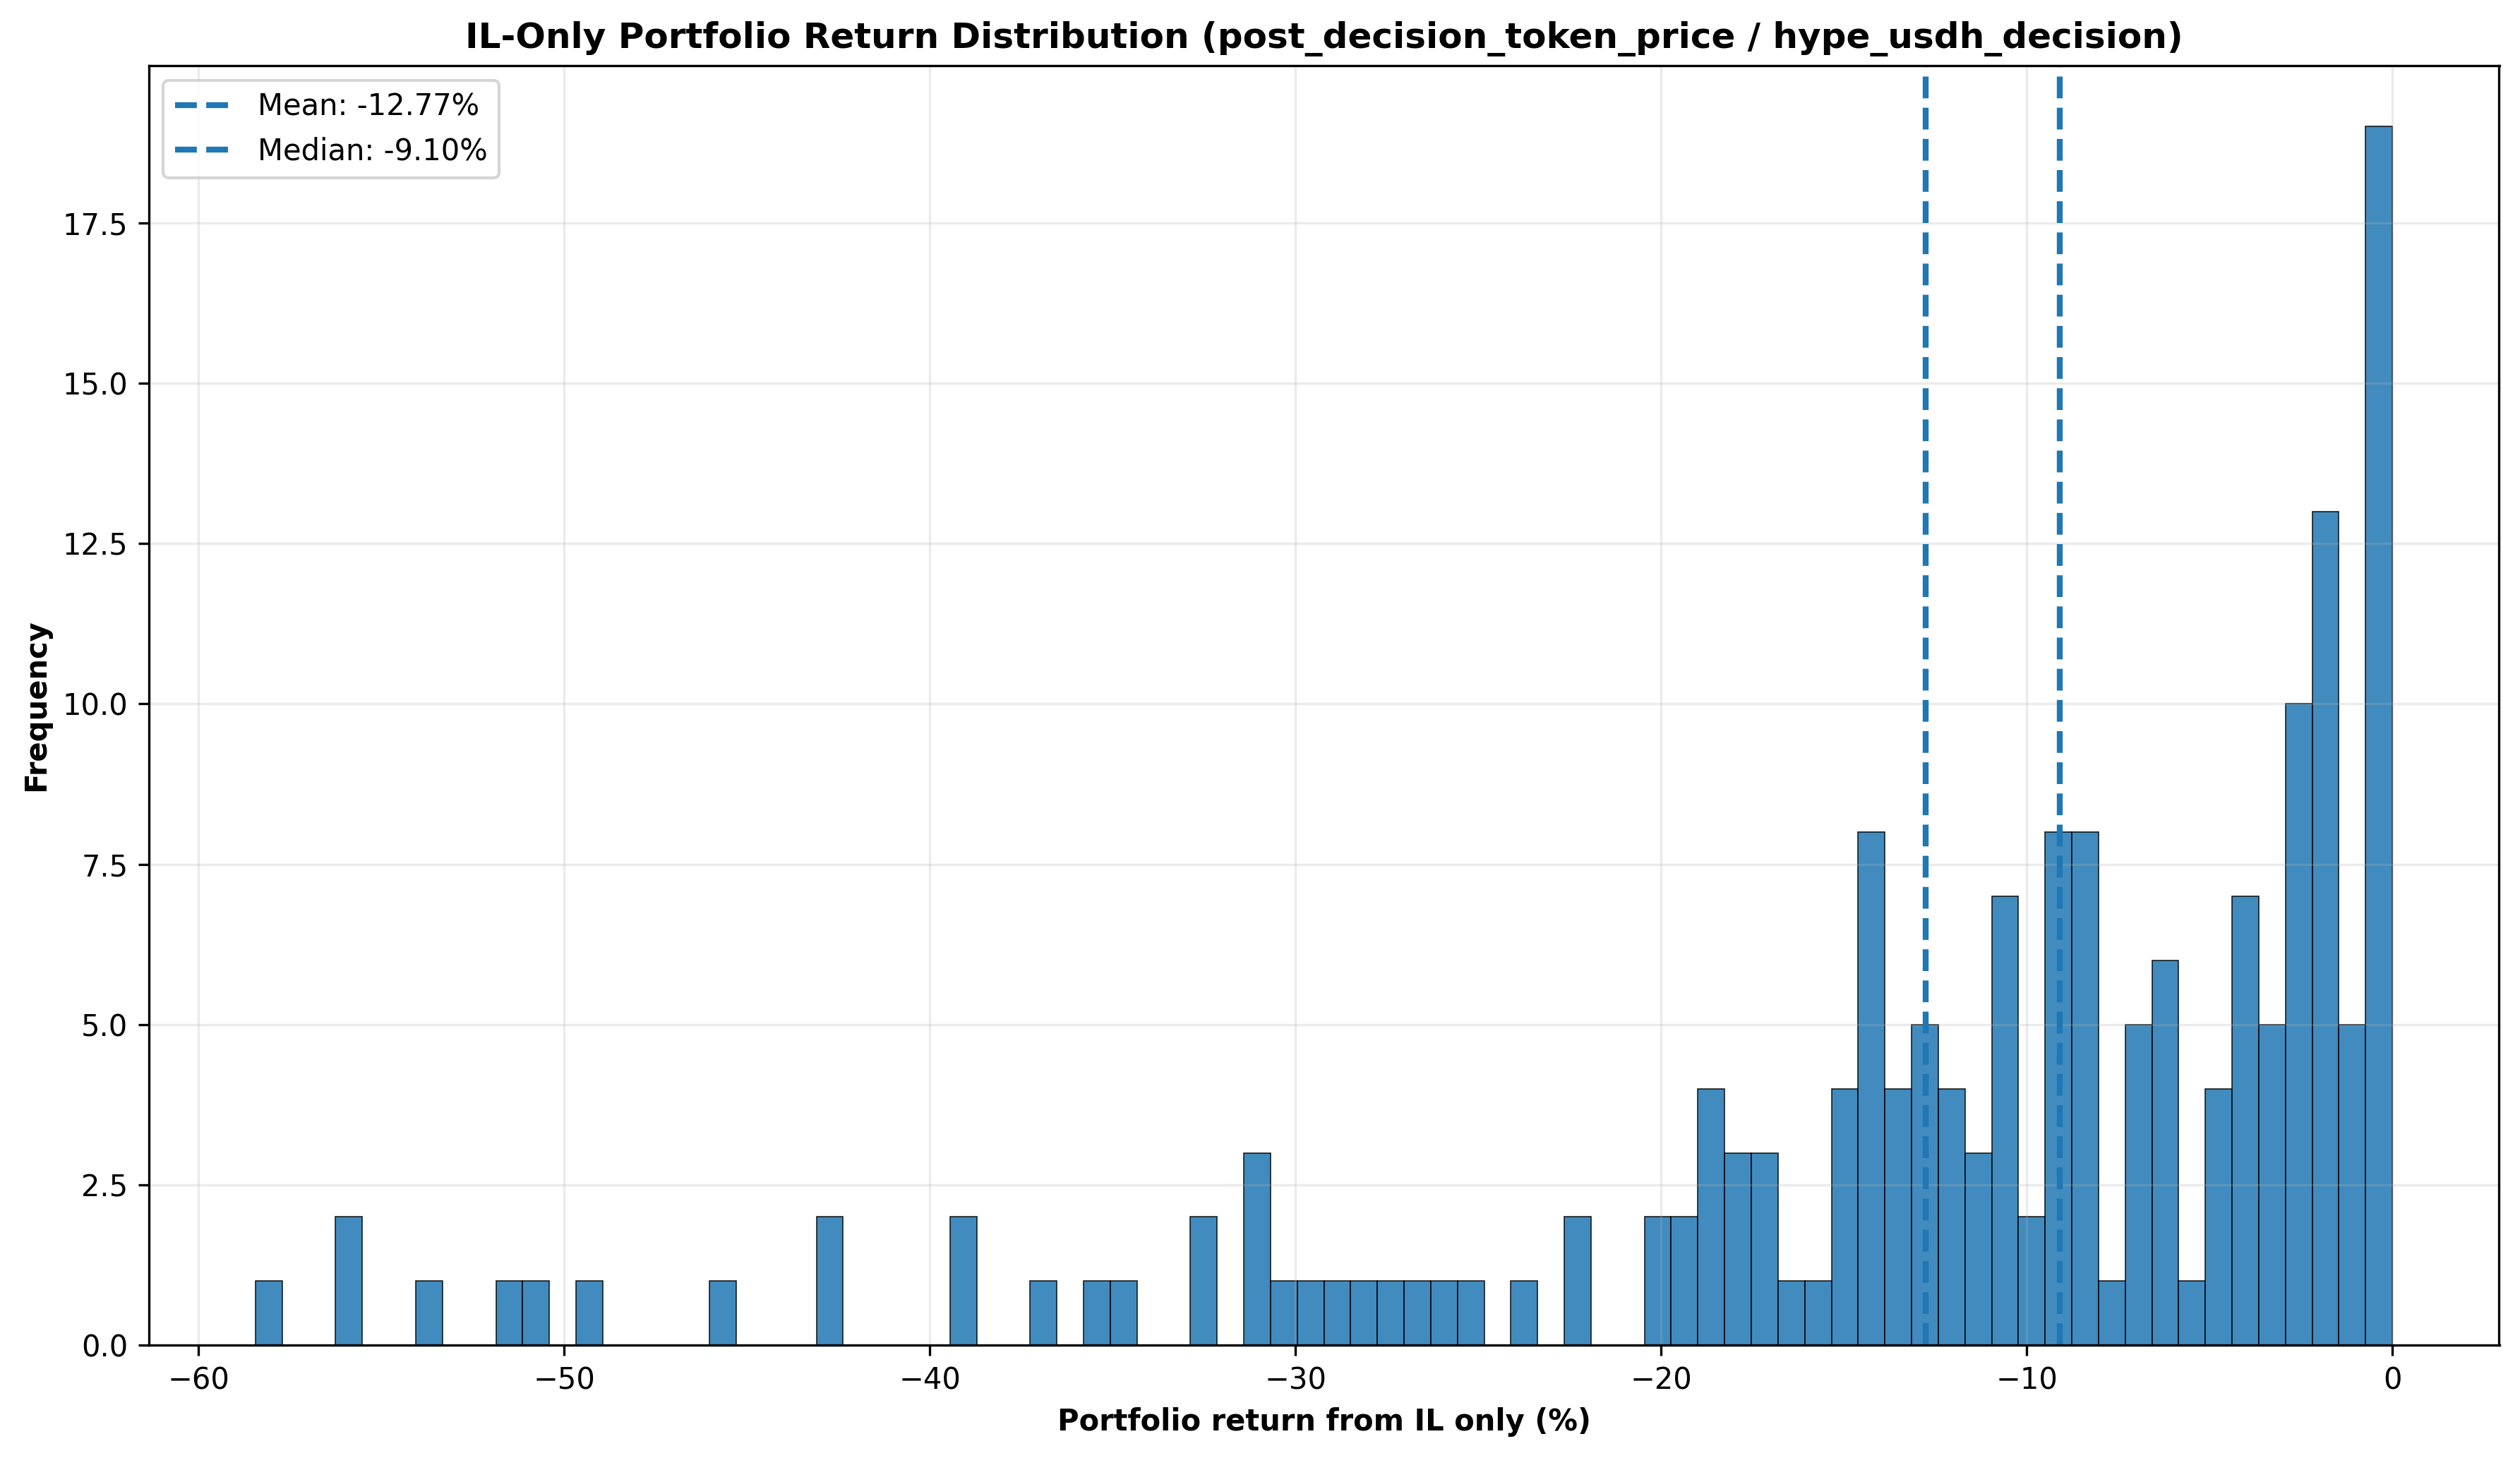 IL-Only Portfolio Return Distribution (post_decision_token_price / hype_usdh_decision)
Mean: -12.77%
Median: -9.10%
17.5
15.0
12.5
10.0
7.5
5.0
2.5
0.0
Frequency
−60 −50 −40 −30 −20 −10 0
Portfolio return from IL only (%)